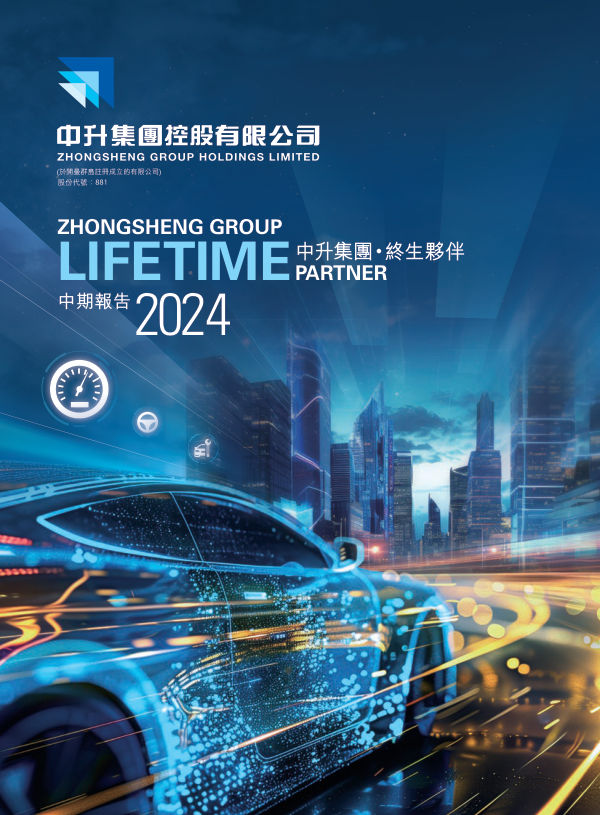 中升集團控股有限公司
ZHONGSHENG GROUP HOLDINGS LIMITED
(於開曼群島註冊成立的有限公司)
股份代號：881
ZHONGSHENG GROUP
LIFETIME 中升集團·終生夥伴
PARTNER
中期報告 2024